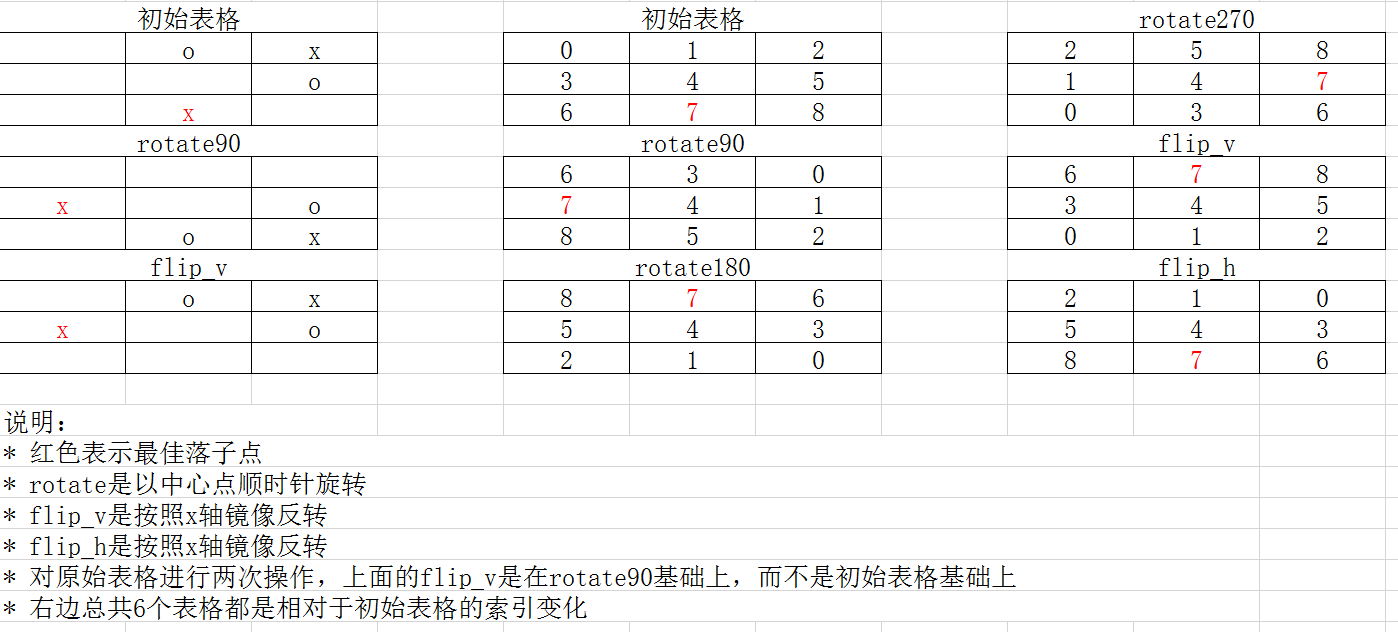 初始表格 初始表格 rotate270
o x 0 1 2 2 5 8
o 3 4 5 1 4 7
x 6 7 8 0 3 6
rotate90 rotate90 flip_v
6 3 0 6 7 8
x o 7 4 1 3 4 5
o x 8 5 2 0 1 2
flip_v rotate180 flip_h
o x 8 7 6 2 1 0
x o 5 4 3 5 4 3
2 1 0 8 7 6
说明:
* 红色表示最佳落子点
* rotate是以中心点顺时针旋转
* flip_v是按照x轴镜像反转
* flip_h是按照x轴镜像反转
* 对原始表格进行两次操作，上面的flip_v是在rotate90基础上，而不是初始表格基础上
* 右边总共6个表格都是相对于初始表格的索引变化